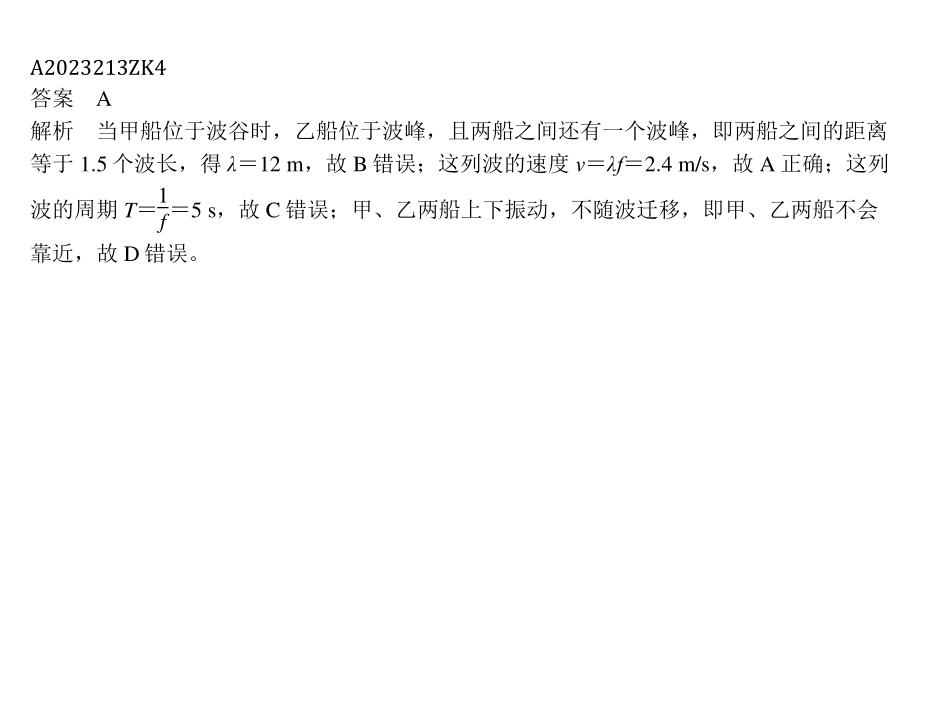 A2023213ZK4
答案　A
解析　当甲船位于波谷时，乙船位于波峰，且两船之间还有一个波峰，即两船之间的距离
等于 1.5 个波长，得 λ＝12 m，故 B 错误；这列波的速度 v＝λf＝2.4 m/s，故 A 正确；这列
波的周期 T＝1/f＝5 s，故 C 错误；甲、乙两船上下振动，不随波迁移，即甲、乙两船不会
靠近，故 D 错误。